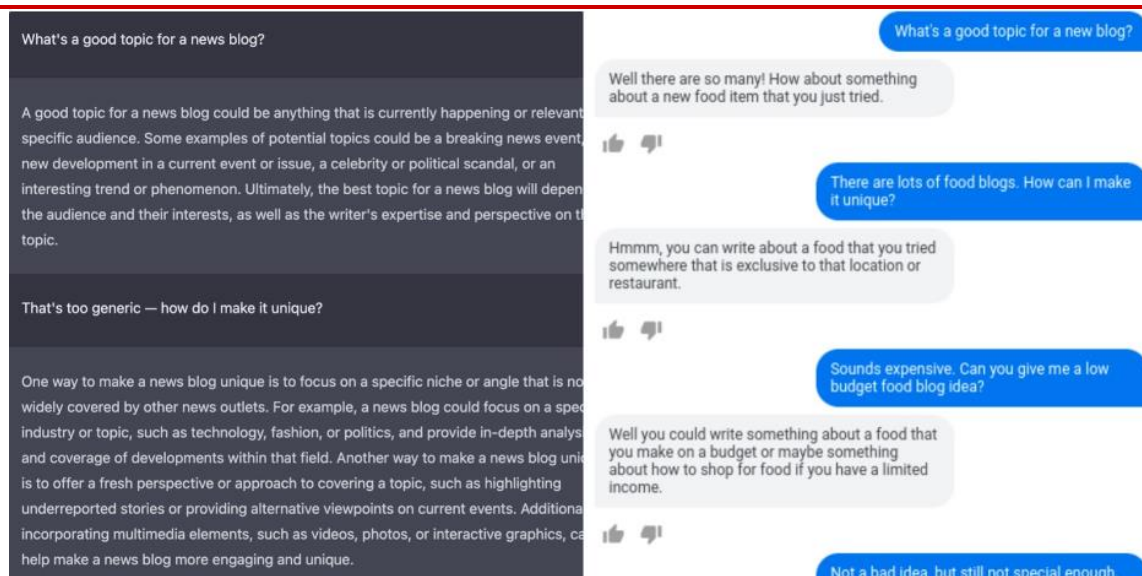 What's a good topic for a news blog?
A good topic for a news blog could be anything that is currently happening or relevant
specific audience. Some examples of potential topics could be a breaking news event,
new development in a current event or issue, a celebrity or political scandal, or an
interesting trend or phenomenon. Ultimately, the best topic for a news blog will depen
the audience and their interests, as well as the writer's expertise and perspective on t
topic.
That's too generic — how do I make it unique?
One way to make a news blog unique is to focus on a specific niche or angle that is no
widely covered by other news outlets. For example, a news blog could focus on a spec
industry or topic, such as technology, fashion, or politics, and provide in-depth analysi
and coverage of developments within that field. Another way to make a news blog uni
is to offer a fresh perspective or approach to covering a topic, such as highlighting
underreported stories or providing alternative viewpoints on current events. Additiona
incorporating multimedia elements, such as videos, photos, or interactive graphics, ca
help make a news blog more engaging and unique.
What's a good topic for a new blog?
Well there are so many! How about something
about a new food item that you just tried.
There are lots of food blogs. How can I make
it unique?
Hmmm, you can write about a food that you tried
somewhere that is exclusive to that location or
restaurant.
Sounds expensive. Can you give me a low
budget food blog idea?
Well you could write something about a food that
you make on a budget or maybe something
about how to shop for food if you have a limited
income.
Not a bad idea, but still not special enough